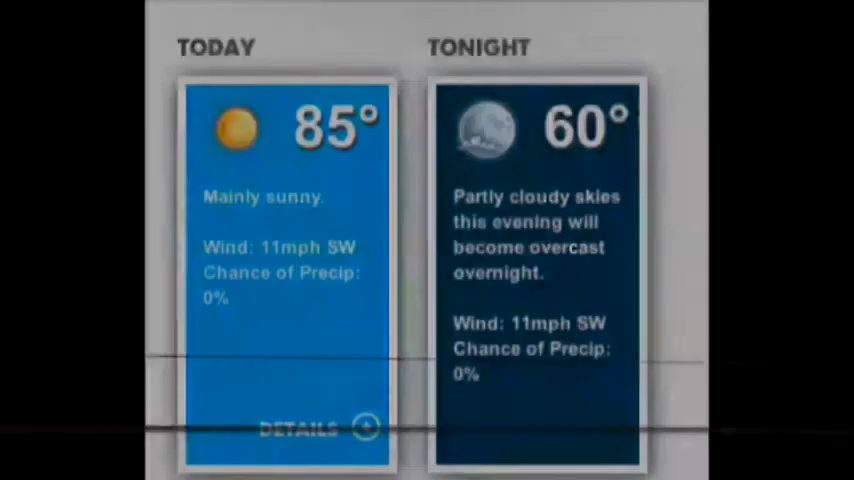 TODAY
85°
Mainly sunny.
Wind: 11mph SW
Chance of Precip:
0%
DETAILS
TONIGHT
60°
Partly cloudy skies
this evening will
become overcast
overnight.
Wind: 11mph SW
Chance of Precip:
0%